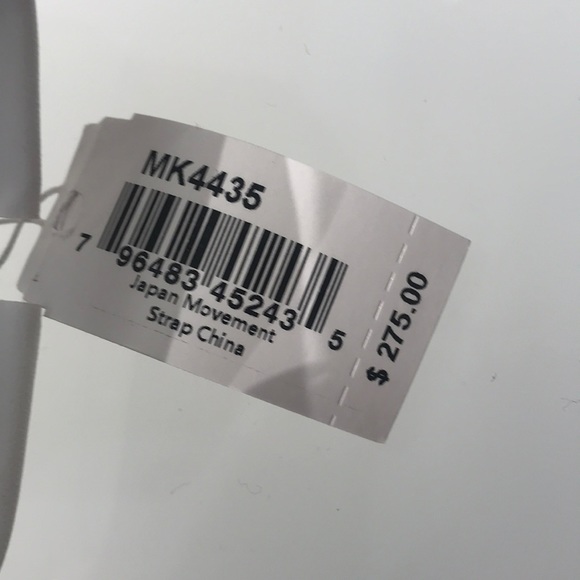 MK4435
7 96483 45243 5
Japan Movement
Strap China
$ 275.00